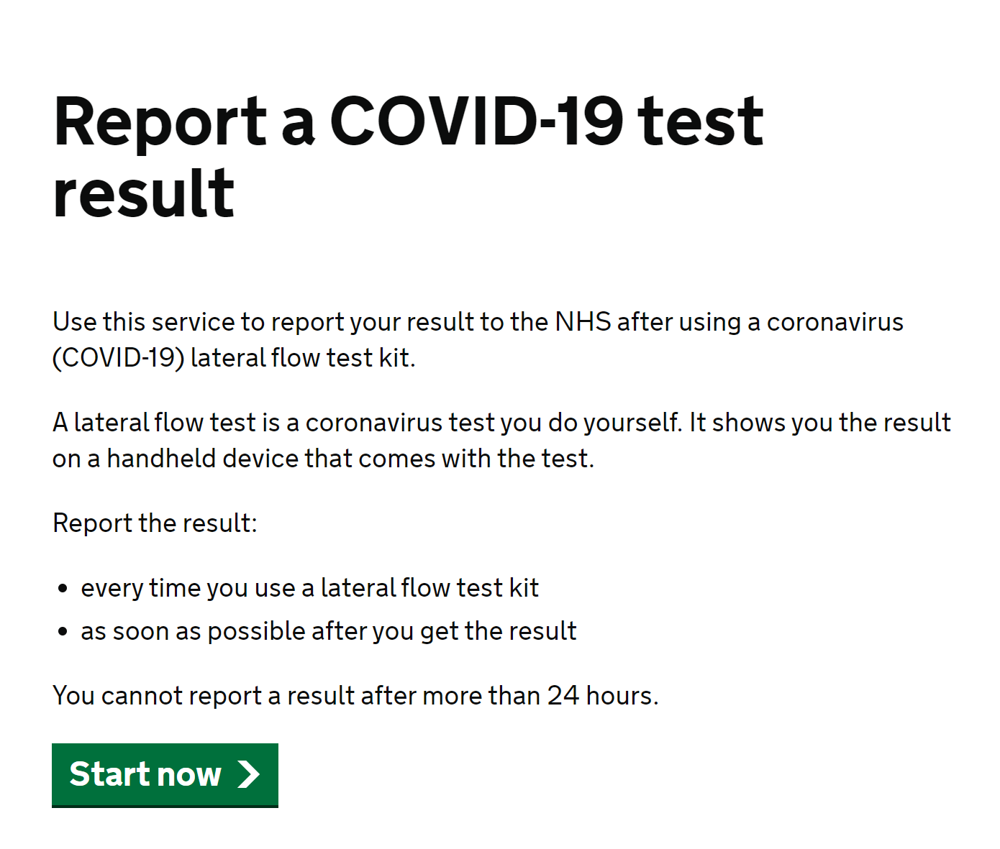 Report a COVID-19 test
result
Use this service to report your result to the NHS after using a coronavirus
(COVID-19) lateral flow test kit.
A lateral flow test is a coronavirus test you do yourself. It shows you the result
on a handheld device that comes with the test.
Report the result:
• every time you use a lateral flow test kit
• as soon as possible after you get the result
You cannot report a result after more than 24 hours.
Start now